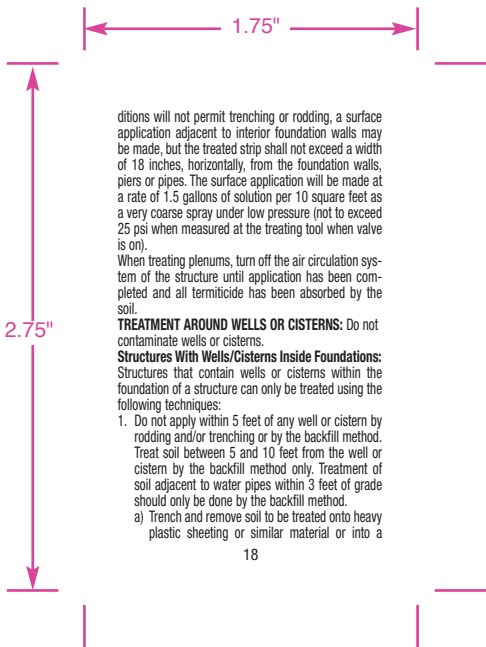 1.75"
ditions will not permit trenching or rodding, a surface
application adjacent to interior foundation walls may
be made, but the treated strip shall not exceed a width
of 18 inches, horizontally, from the foundation walls,
piers or pipes. The surface application will be made at
a rate of 1.5 gallons of solution per 10 square feet as
a very coarse spray under low pressure (not to exceed
25 psi when measured at the treating tool when valve
is on).
When treating plenums, turn off the air circulation sys-
tem of the structure until application has been com-
pleted and all termiticide has been absorbed by the
soil.
TREATMENT AROUND WELLS OR CISTERNS: Do not
2.75"
contaminate wells or cisterns.
Structures With Wells/Cisterns Inside Foundations:
Structures that contain wells or cisterns within the
foundation of a structure can only be treated using the
following techniques:
1. Do not apply within 5 feet of any well or cistern by
rodding and/or trenching or by the backfill method.
Treat soil between 5 and 10 feet from the well or
cistern by the backfill method only. Treatment of
soil adjacent to water pipes within 3 feet of grade
should only be done by the backfill method.
a) Trench and remove soil to be treated onto heavy
plastic sheeting or similar material or into a
18